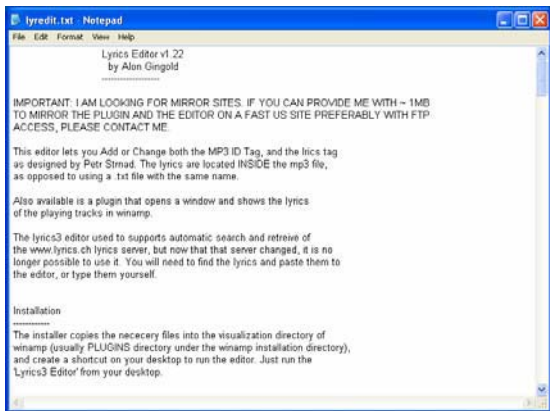 lyredit.txt - Notepad
File Edit Format View Help
Lyrics Editor v1.22
by Alon Gingold
-------------------
IMPORTANT: I AM LOOKING FOR MIRROR SITES. IF YOU CAN PROVIDE ME WITH ~ 1MB
TO MIRROR THE PLUGIN AND THE EDITOR ON A FAST US SITE PREFERABLY WITH FTP
ACCESS, PLEASE CONTACT ME.
This editor lets you Add or Change both the MP3 ID Tag, and the lrics tag
as designed by Petr Strnad. The lyrics are located INSIDE the mp3 file,
as opposed to using a .txt file with the same name.
Also available is a plugin that opens a window and shows the lyrics
of the playing tracks in winamp.
The lyrics3 editor used to supports automatic search and retreive of
the www.lyrics.ch lyrics server, but now that that server changed, it is no
longer possible to use it. You will need to find the lyrics and paste them to
the editor, or type them yourself.
Installation
------------
The installer copies the nececery files into the visualization directory of
winamp (usually PLUGINS directory under the winamp installation directory),
and create a shortcut on your desktop to run the editor. Just run the
'Lyrics3 Editor' from your desktop.